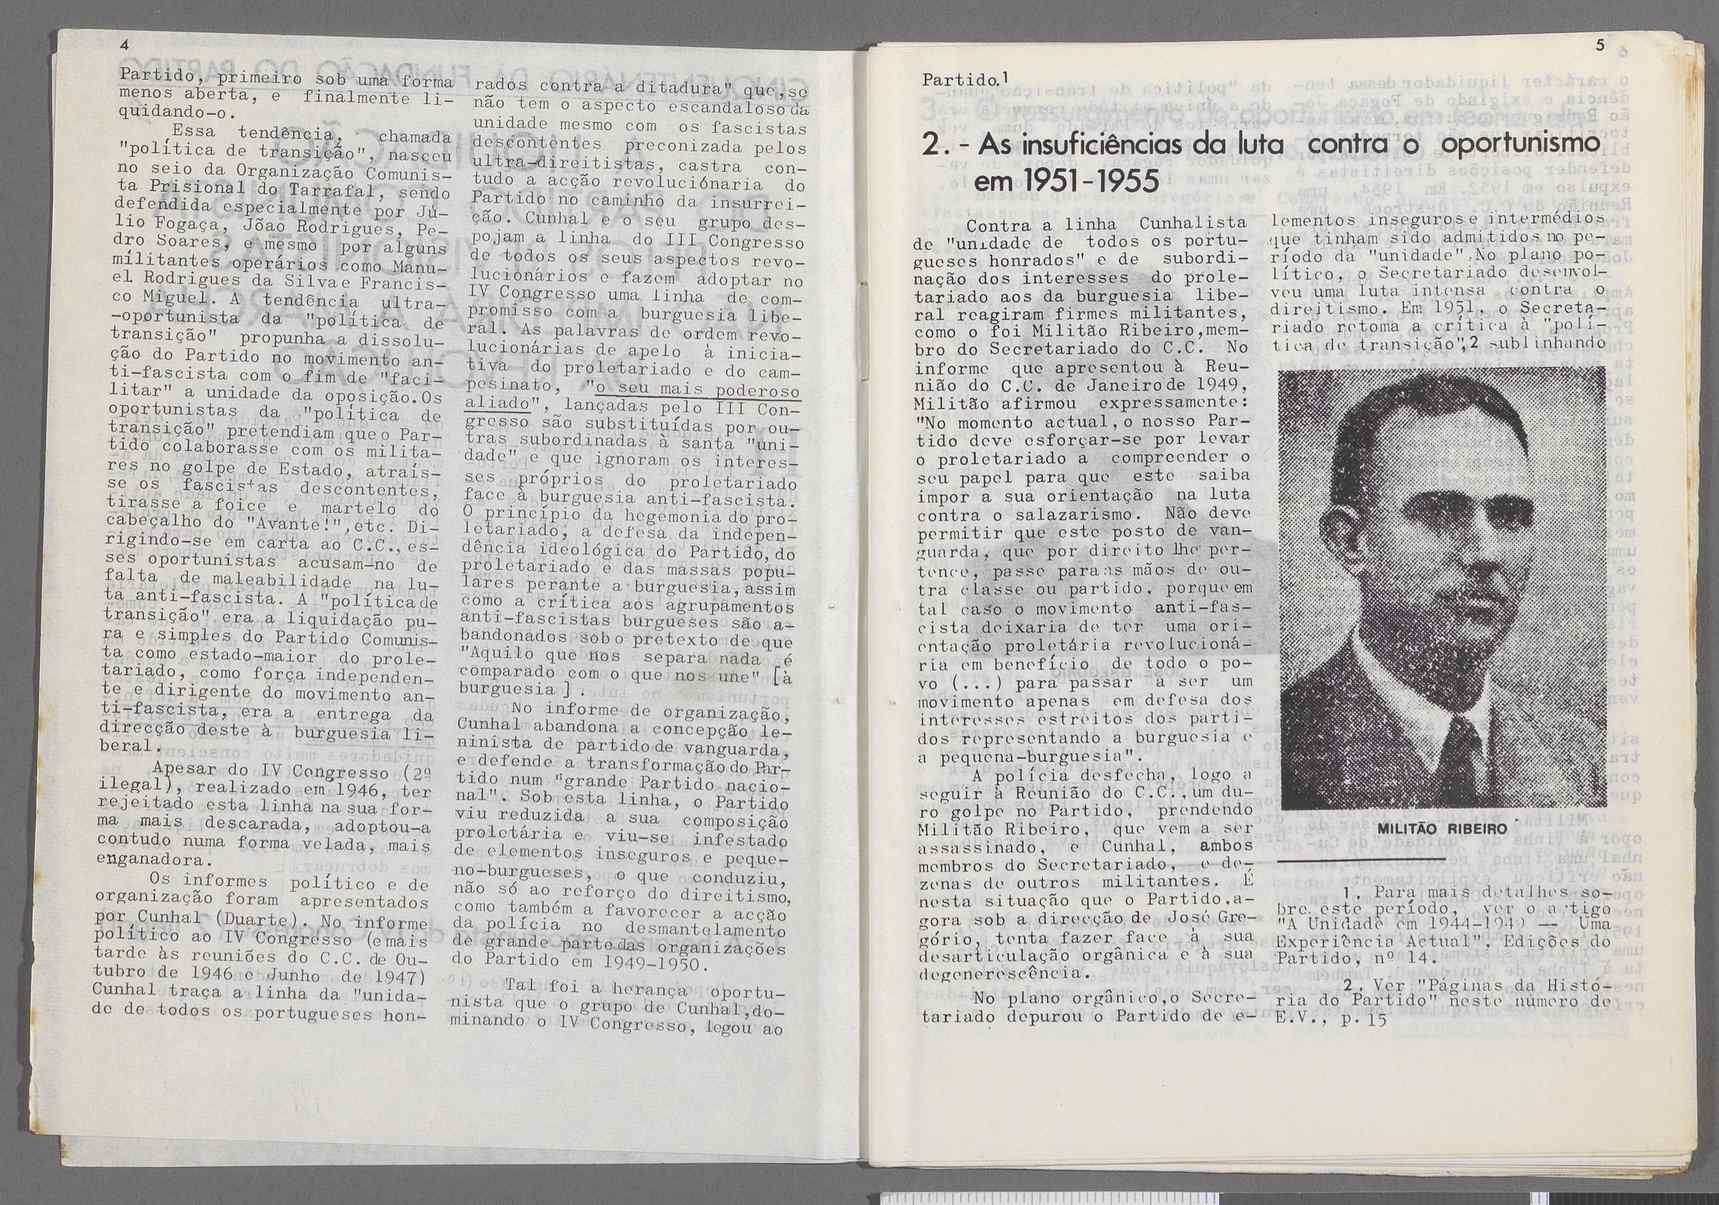 4
Partido, primeiro sob uma forma
menos aberta, e finalmente li-
quidando-o.
Essa tendência, chamada
"política de transição", nasceu
no seio da Organização Comunis-
ta Prisional do Tarrafal, sendo
defendida especialmente por Jú-
lio Fogaça, Jõao Rodrigues, Pe-
dro Soares, e mesmo por alguns
militantes operários como Manu-
el Rodrigues da Silva e Francis-
co Miguel. A tendência ultra-
-oportunista da "política de
transição" propunha a dissolu-
ção do Partido no movimento an-
ti-fascista com o fim de "faci-
litar" a unidade da oposição. Os
oportunistas da "política de
transição" pretendiam que o Par-
tido colaborasse com os milita-
res no golpe de Estado, atraís-
se os fascistas descontentes,
tirasse a foice e martelo do
cabeçalho do "Avante!", etc. Di-
rigindo-se em carta ao C.C., es-
ses oportunistas acusam-no de
falta de maleabilidade na lu-
ta anti-fascista. A "política de
transição" era a liquidação pu-
ra e simples do Partido Comunis-
ta como estado-maior do prole-
tariado, como força independen-
te e dirigente do movimento an-
ti-fascista, era a entrega da
direcção deste à burguesia li-
beral.
Apesar do IV Congresso (2º
ilegal), realizado em 1946, ter
rejeitado esta linha na sua for-
ma mais descarada, adoptou-a
contudo numa forma velada, mais
enganadora.
Os informes político e de
organização foram apresentados
por Cunhal (Duarte). No informe
político ao IV Congresso (e mais
tarde às reuniões do C.C. de Ou-
tubro de 1946 e Junho de 1947)
Cunhal traça a linha da "unida-
de de todos os portugueses hon-
rados contra a ditadura" que, se
não tem o aspecto escandaloso da
unidade mesmo com os fascistas
descontentes preconizada pelos
ultra-direitistas, castra con-
tudo a acção revoluciónaria do
Partido no caminho da insurrei-
ção. Cunhal e o seu grupo des-
pojam a linha do III Congresso
de todos os seus aspectos revo-
lucionários e fazem adoptar no
IV Congresso uma linha de com-
promisso com a burguesia libe-
ral. As palavras de ordem revo-
lucionárias de apelo à inicia-
tiva do proletariado e do cam-
pesinato, "o seu mais poderoso
aliado", lançadas pelo III Con-
gresso são substituídas por ou-
tras subordinadas à santa "uni-
dade" e que ignoram os interes-
ses próprios do proletariado
face à burguesia anti-fascista.
O princípio da hegemonia do pro-
letariado, a defesa da indepen-
dência ideológica do Partido, do
proletariado e das massas popu-
lares perante a burguesia, assim
como a crítica aos agrupamentos
anti-fascistas burgueses são a-
bandonados sob o pretexto de que
"Aquilo que nos separa nada é
comparado com o que nos une" [à
burguesia ] .
No informe de organização,
Cunhal abandona a concepção le-
ninista de partido de vanguarda,
e defende a transformação do Par-
tido num "grande Partido nacio-
nal". Sob esta linha, o Partido
viu reduzida a sua composição
proletária e viu-se infestado
de elementos inseguros e peque-
no-burgueses, o que conduziu,
não só ao reforço do direitismo,
como também a favorecer a acção
da polícia no desmantelamento
de grande parte das organizações
do Partido em 1949-1950.
Tal foi a herança oportu-
nista que o grupo de Cunhal, do-
minando o IV Congresso, legou ao
5
Partido.1
2. - As insuficiências da luta contra o oportunismo
em 1951-1955
Contra a linha Cunhalista
de "unidade de todos os portu-
gueses honrados" e de subordi-
nação dos interesses do prole-
tariado aos da burguesia libe-
ral reagiram firmes militantes,
como o foi Militão Ribeiro, mem-
bro do Secretariado do C.C. No
informe que apresentou à Reu-
nião do C.C. de Janeiro de 1949,
Militão afirmou expressamente:
"No momento actual, o nosso Par-
tido deve esforçar-se por levar
o proletariado a compreender o
seu papel para que este saiba
impor a sua orientação na luta
contra o salazarismo. Não deve
permitir que este posto de van-
guarda, que por direito lhe per-
tence, passe para as mãos de ou-
tra classe ou partido, porque em
tal caso o movimento anti-fas-
cista deixaria de ter uma ori-
entação proletária revolucioná-
ria em benefício de todo o po-
vo (...) para passar a ser um
movimento apenas em defesa dos
interesses estreitos dos parti-
dos representando a burguesia e
a pequena-burguesia".
A polícia desfecha, logo a
seguir à Reunião do C.C., um du-
ro golpe no Partido, prendendo
Militão Ribeiro, que vem a ser
assassinado, e Cunhal, ambos
membros do Secretariado, e de-
zenas de outros militantes. É
nesta situação que o Partido, a-
gora sob a direcção de José Gre-
gório, tenta fazer face à sua
desarticulação orgânica e à sua
degenerescência.
No plano orgânico, o Secre-
tariado depurou o Partido de e-
lementos inseguros e intermédios
que tinham sido admitidos no pe-
ríodo da "unidade". No plano po-
lítico, o Secretariado desenvol-
veu uma luta intensa contra o
direitismo. Em 1951, o Secreta-
riado retoma a crítica à "polí-
tica de transição",2 sublinhando
MILITÃO RIBEIRO
1. Para mais detalhes so-
bre este período, ver o artigo
"A Unidade em 1944-1949 — Uma
Experiência Actual", Edições do
Partido, nº 14.
2. Ver "Páginas da Histó-
ria do Partido" neste número de
E.V., p. 15